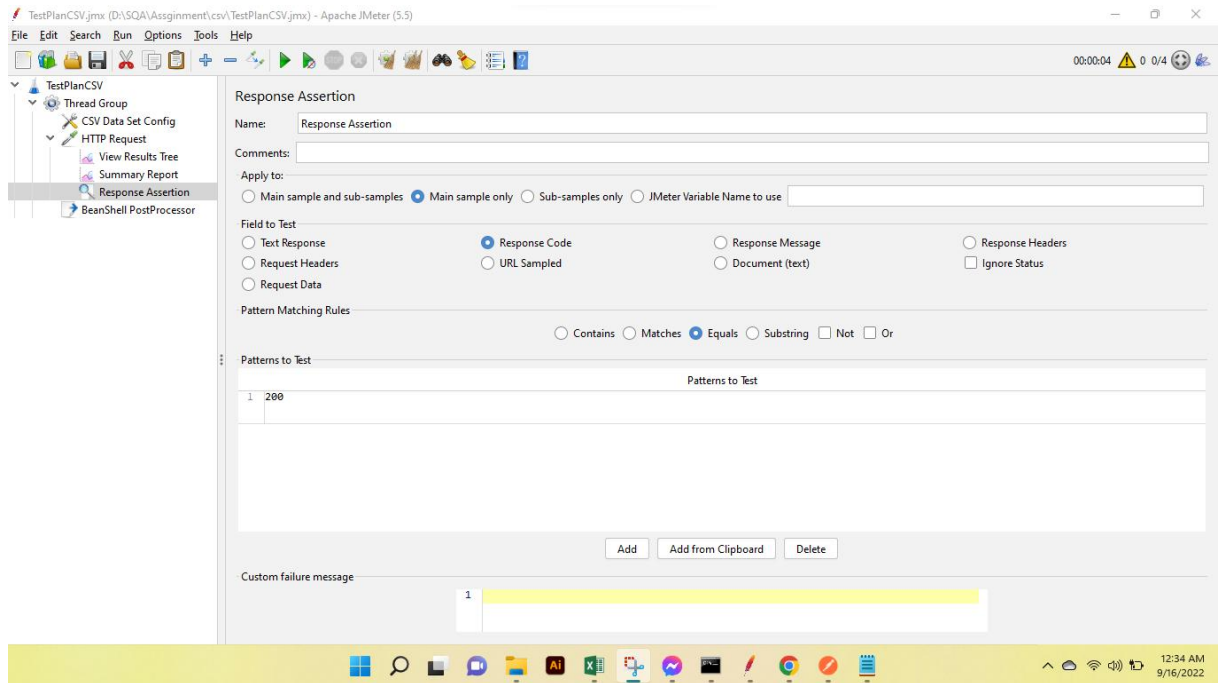 TestPlanCSV.jmx (D:\SQA\Assginment\csv\TestPlanCSV.jmx) - Apache JMeter (5.5)
File Edit Search Run Options Tools Help
00:00:04 0 0/4
TestPlanCSV
Thread Group
CSV Data Set Config
HTTP Request
View Results Tree
Summary Report
Response Assertion
BeanShell PostProcessor
Response Assertion
Name: Response Assertion
Comments:
Apply to:
Main sample and sub-samples Main sample only Sub-samples only JMeter Variable Name to use
Field to Test
Text Response Response Code Response Message Response Headers
Request Headers URL Sampled Document (text) Ignore Status
Request Data
Pattern Matching Rules
Contains Matches Equals Substring Not Or
Patterns to Test
Patterns to Test
1 200
Add Add from Clipboard Delete
Custom failure message
1
Ai
12:34 AM
9/16/2022